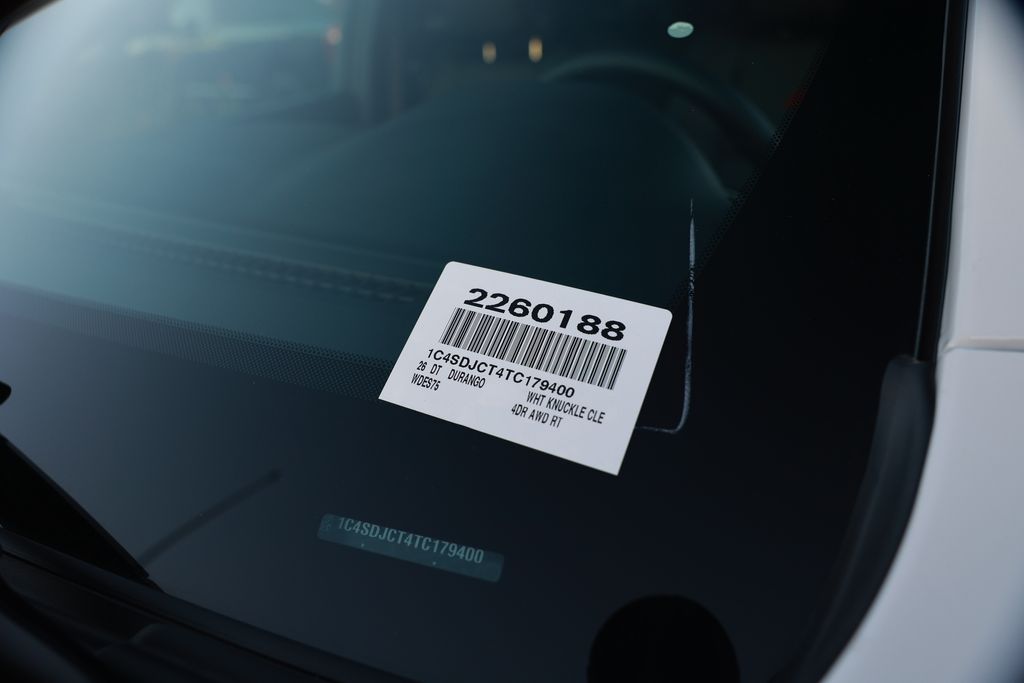 2260188
1C4SDJCT4TC179400
26 DT DURANGO WHT KNUCKLE CLE
WDES75 4DR AWD RT
1C4SDJCT4TC179400